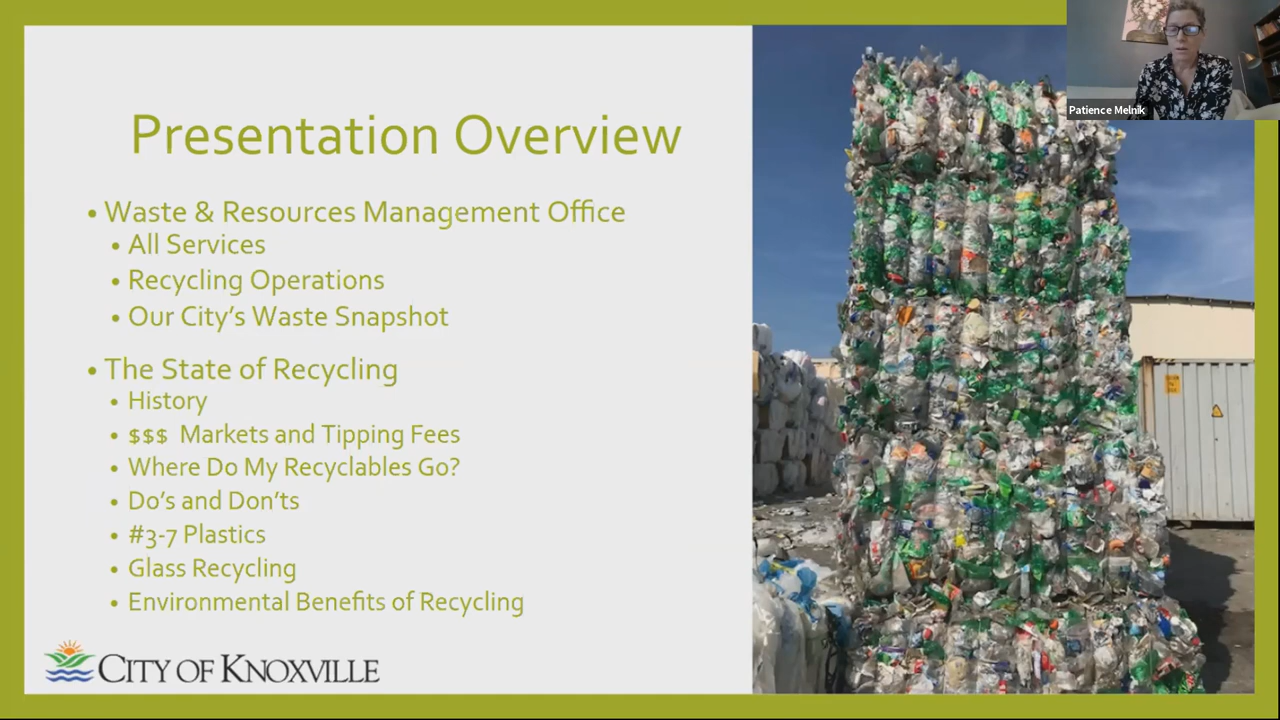 Presentation Overview
• Waste & Resources Management Office
• All Services
• Recycling Operations
• Our City's Waste Snapshot
• The State of Recycling
• History
• $$$ Markets and Tipping Fees
• Where Do My Recyclables Go?
• Do's and Don'ts
• #3-7 Plastics
• Glass Recycling
• Environmental Benefits of Recycling
CITY OF KNOXVILLE
Patience Melnik